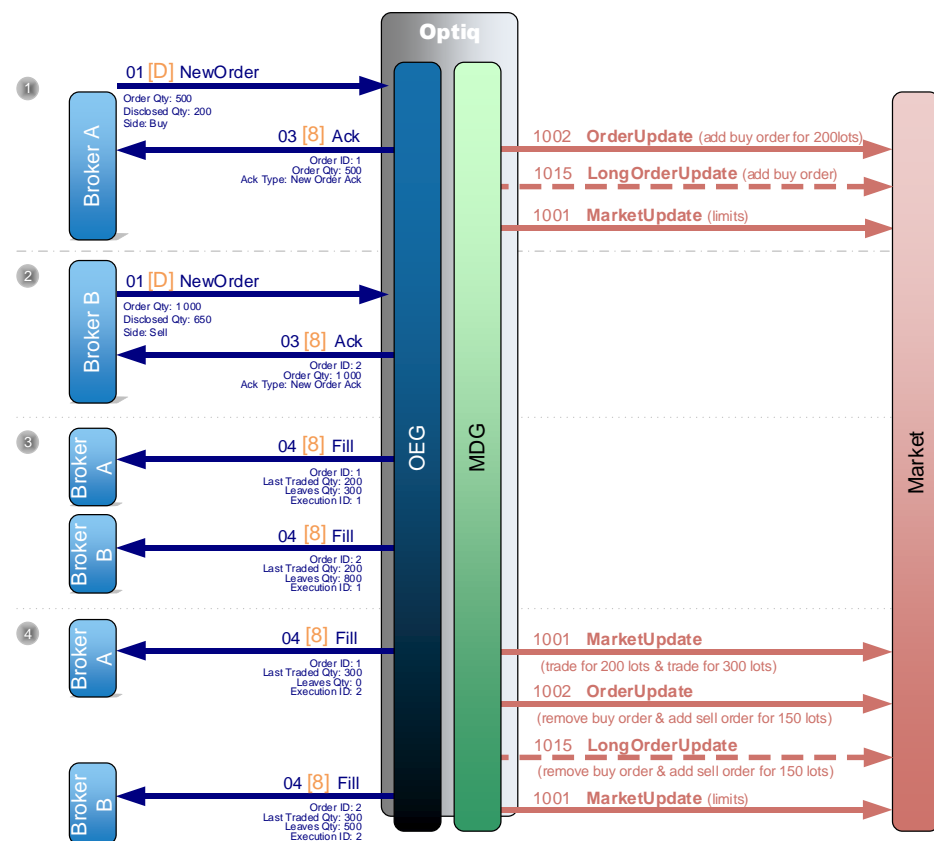 Optiq
1
01 [D] NewOrder
Order Qty: 500
Disclosed Qty: 200
Side: Buy
Broker A
03 [8] Ack
Order ID: 1
Order Qty: 500
Ack Type: New Order Ack
1002 OrderUpdate (add buy order for 200lots)
1015 LongOrderUpdate (add buy order)
1001 MarketUpdate (limits)
2
01 [D] NewOrder
Order Qty: 1 000
Disclosed Qty: 650
Side: Sell
Broker B
03 [8] Ack
Order ID: 2
Order Qty: 1 000
Ack Type: New Order Ack
OEG
MDG
Market
3
Broker
A
04 [8] Fill
Order ID: 1
Last Traded Qty: 200
Leaves Qty: 300
Execution ID: 1
Broker
B
04 [8] Fill
Order ID: 2
Last Traded Qty: 200
Leaves Qty: 800
Execution ID: 1
4
Broker
A
04 [8] Fill
Order ID: 1
Last Traded Qty: 300
Leaves Qty: 0
Execution ID: 2
1001 MarketUpdate
(trade for 200 lots & trade for 300 lots)
1002 OrderUpdate
(remove buy order & add sell order for 150 lots)
1015 LongOrderUpdate
(remove buy order & add sell order for 150 lots)
Broker
B
04 [8] Fill
Order ID: 2
Last Traded Qty: 300
Leaves Qty: 500
Execution ID: 2
1001 MarketUpdate (limits)